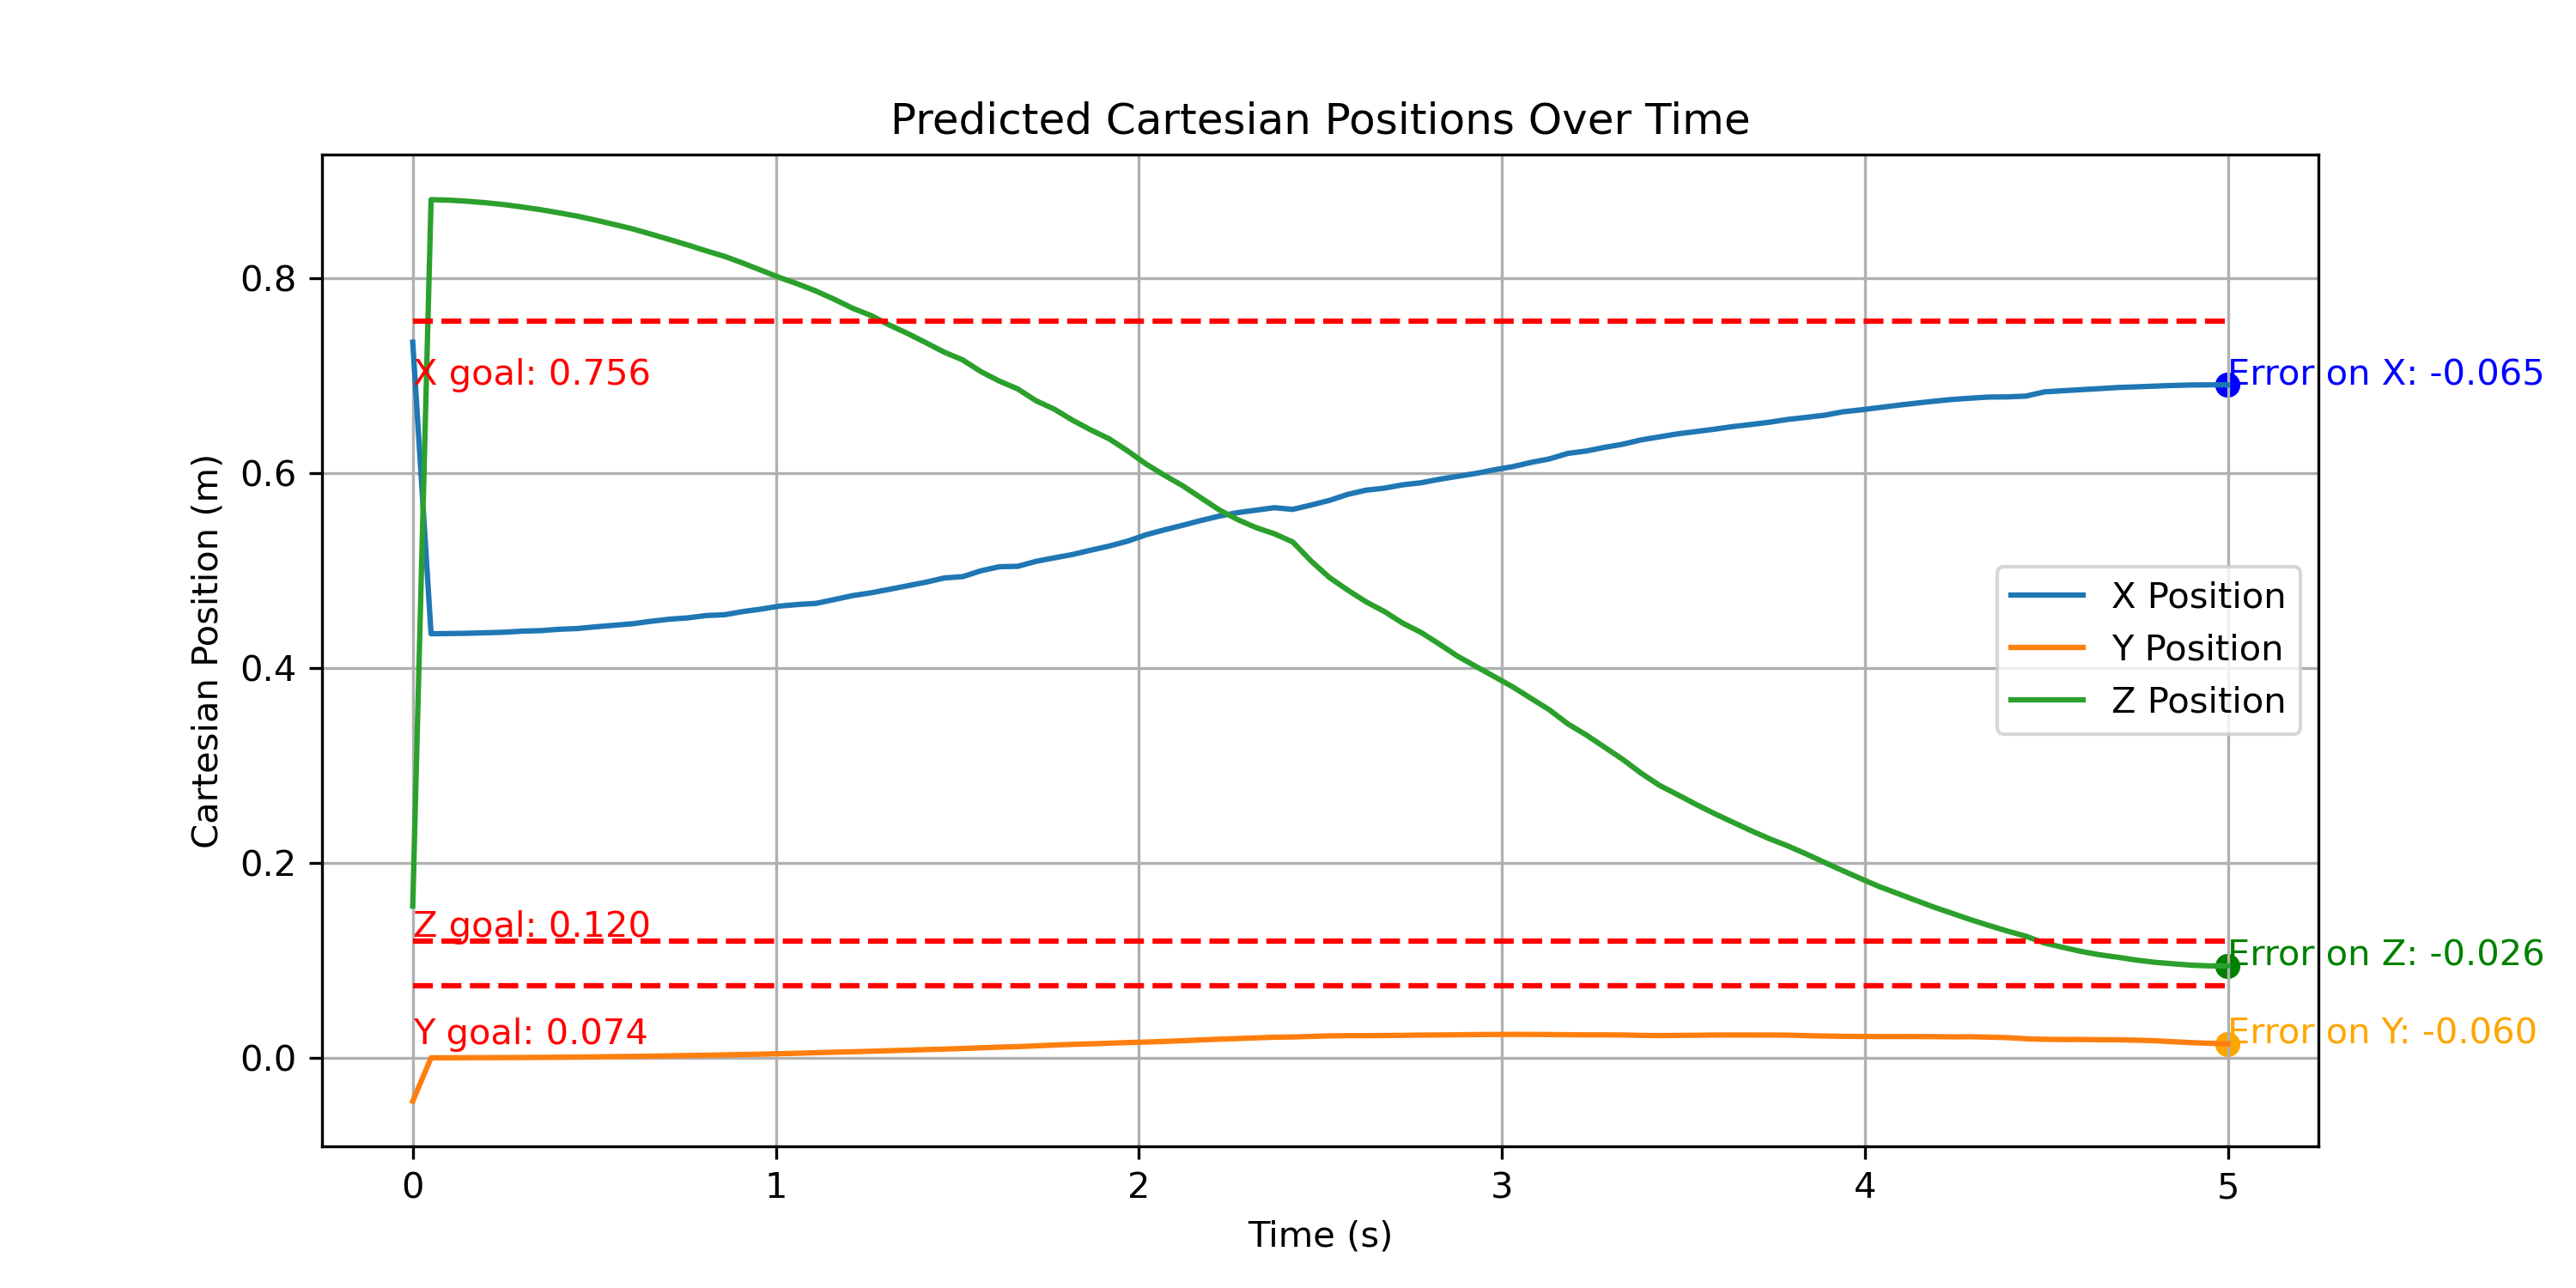 Predicted Cartesian Positions Over Time
Cartesian Position (m)
0.8
0.6
0.4
0.2
0.0
X goal: 0.756
Error on X: -0.065
X Position
Y Position
Z Position
Z goal: 0.120
Error on Z: -0.026
Y goal: 0.074
Error on Y: -0.060
0 1 2 3 4 5
Time (s)